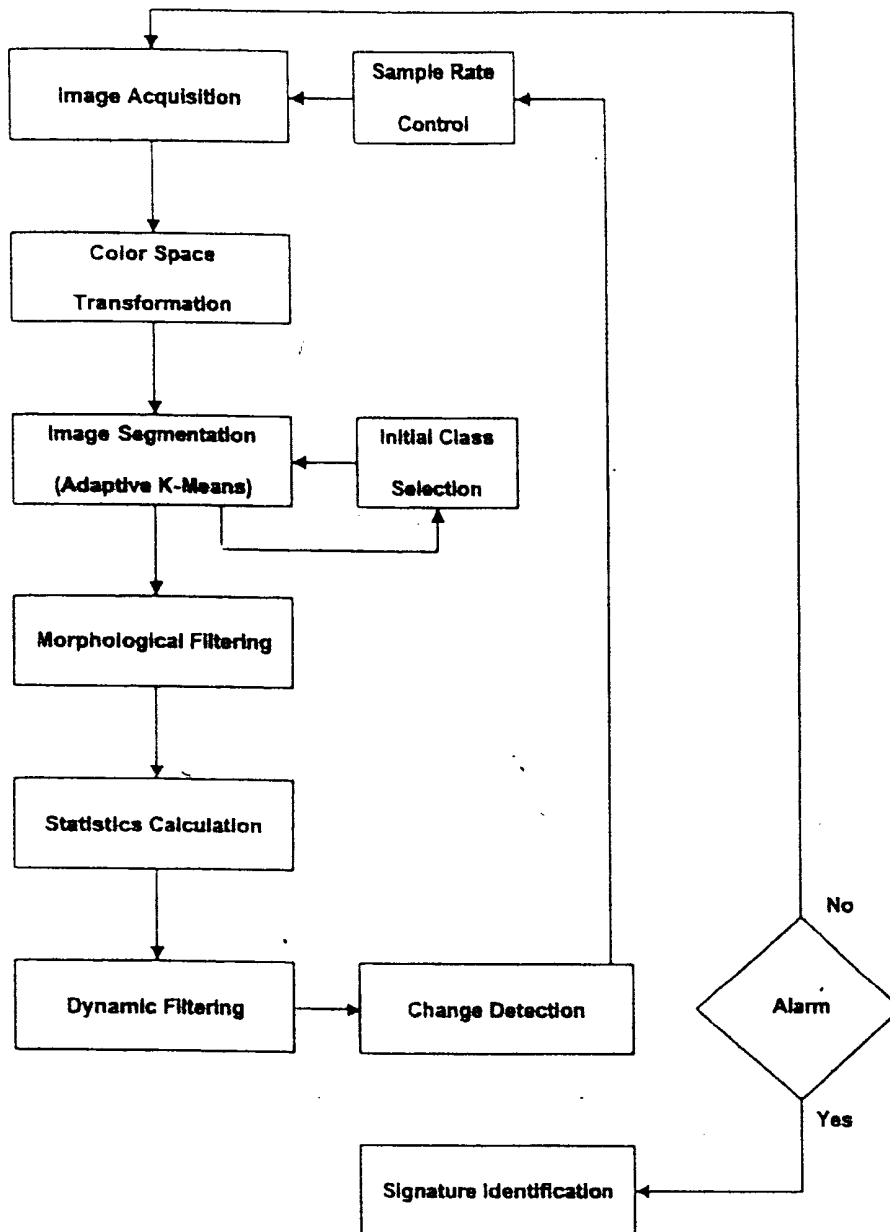 Image Acquisition
Sample Rate
Control
Color Space
Transformation
Image Segmentation
(Adaptive K-Means)
Initial Class
Selection
Morphological Filtering
Statistics Calculation
Dynamic Filtering
Change Detection
No
Alarm
Yes
Signature Identification